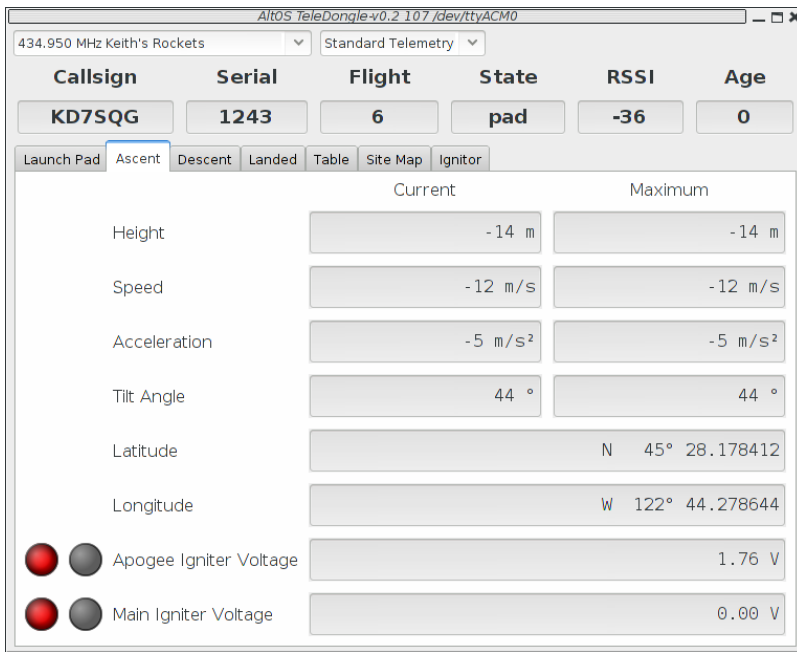 AltOS TeleDongle-v0.2 107 /dev/ttyACM0
434.950 MHz Keith's Rockets Standard Telemetry
Callsign Serial Flight State RSSI Age
KD7SQG 1243 6 pad -36 0
Launch Pad Ascent Descent Landed Table Site Map Ignitor
Current Maximum
Height -14 m -14 m
Speed -12 m/s -12 m/s
Acceleration -5 m/s² -5 m/s²
Tilt Angle 44 ° 44 °
Latitude N 45° 28.178412
Longitude W 122° 44.278644
Apogee Igniter Voltage 1.76 V
Main Igniter Voltage 0.00 V